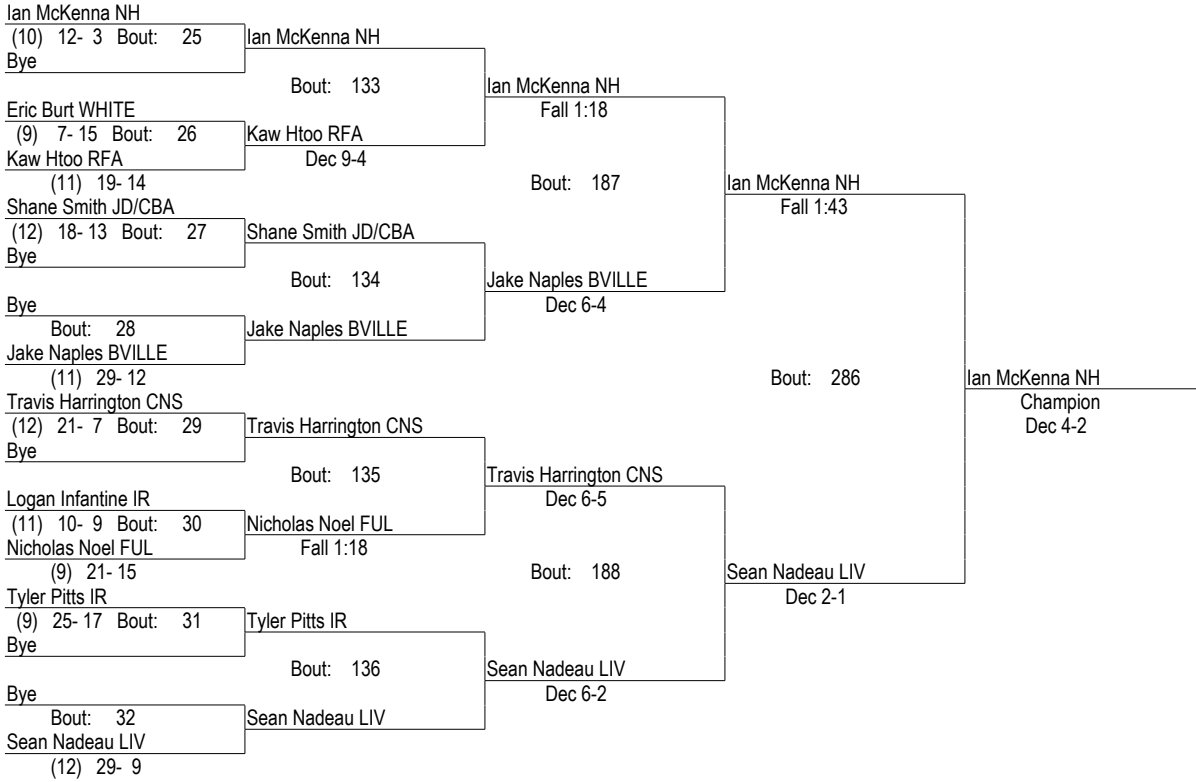 Ian McKenna NH
(10) 12- 3 Bout: 25 Ian McKenna NH
Bye
Bout: 133 Ian McKenna NH
Eric Burt WHITE Fall 1:18
(9) 7- 15 Bout: 26 Kaw Htoo RFA
Kaw Htoo RFA Dec 9-4
(11) 19- 14 Bout: 187 Ian McKenna NH
Shane Smith JD/CBA Fall 1:43
(12) 18- 13 Bout: 27 Shane Smith JD/CBA
Bye
Bout: 134 Jake Naples BVILLE
Bye Dec 6-4
Bout: 28 Jake Naples BVILLE
Jake Naples BVILLE
(11) 29- 12 Bout: 286 Ian McKenna NH
Travis Harrington CNS Champion
(12) 21- 7 Bout: 29 Travis Harrington CNS Dec 4-2
Bye
Bout: 135 Travis Harrington CNS
Logan Infantine IR Dec 6-5
(11) 10- 9 Bout: 30 Nicholas Noel FUL
Nicholas Noel FUL Fall 1:18
(9) 21- 15 Bout: 188 Sean Nadeau LIV
Tyler Pitts IR Dec 2-1
(9) 25- 17 Bout: 31 Tyler Pitts IR
Bye
Bout: 136 Sean Nadeau LIV
Bye Dec 6-2
Bout: 32 Sean Nadeau LIV
Sean Nadeau LIV
(12) 29- 9